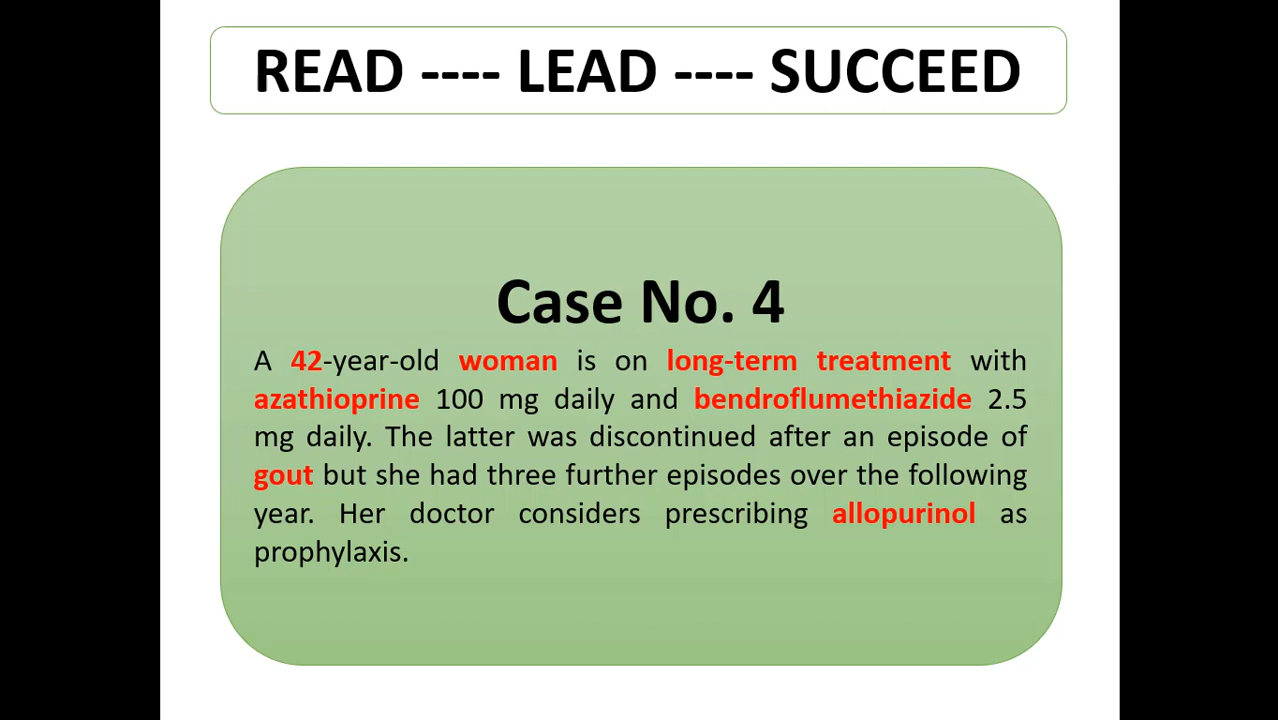 READ ---- LEAD ---- SUCCEED
Case No. 4
A 42-year-old woman is on long-term treatment with
azathioprine 100 mg daily and bendroflumethiazide 2.5
mg daily. The latter was discontinued after an episode of
gout but she had three further episodes over the following
year. Her doctor considers prescribing allopurinol as
prophylaxis.